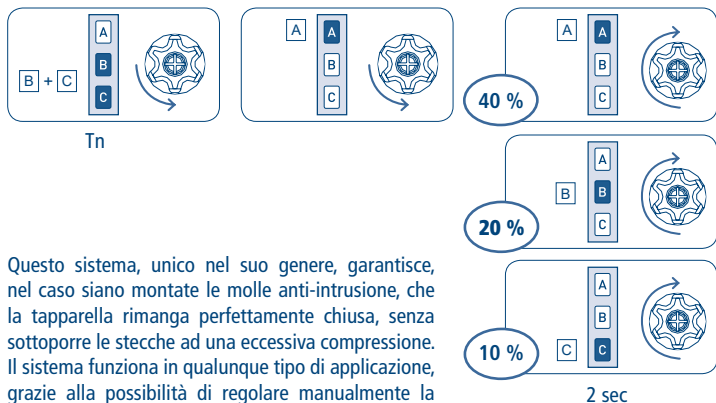 A
B
C
B + C
Tn
A
A
B
C
A
A
B
C
40 %
A
B
B
C
20 %
A
B
C
C
10 %
2 sec
Questo sistema, unico nel suo genere, garantisce,
nel caso siano montate le molle anti-intrusione, che
la tapparella rimanga perfettamente chiusa, senza
sottoporre le stecche ad una eccessiva compressione.
Il sistema funziona in qualunque tipo di applicazione,
grazie alla possibilità di regolare manualmente la